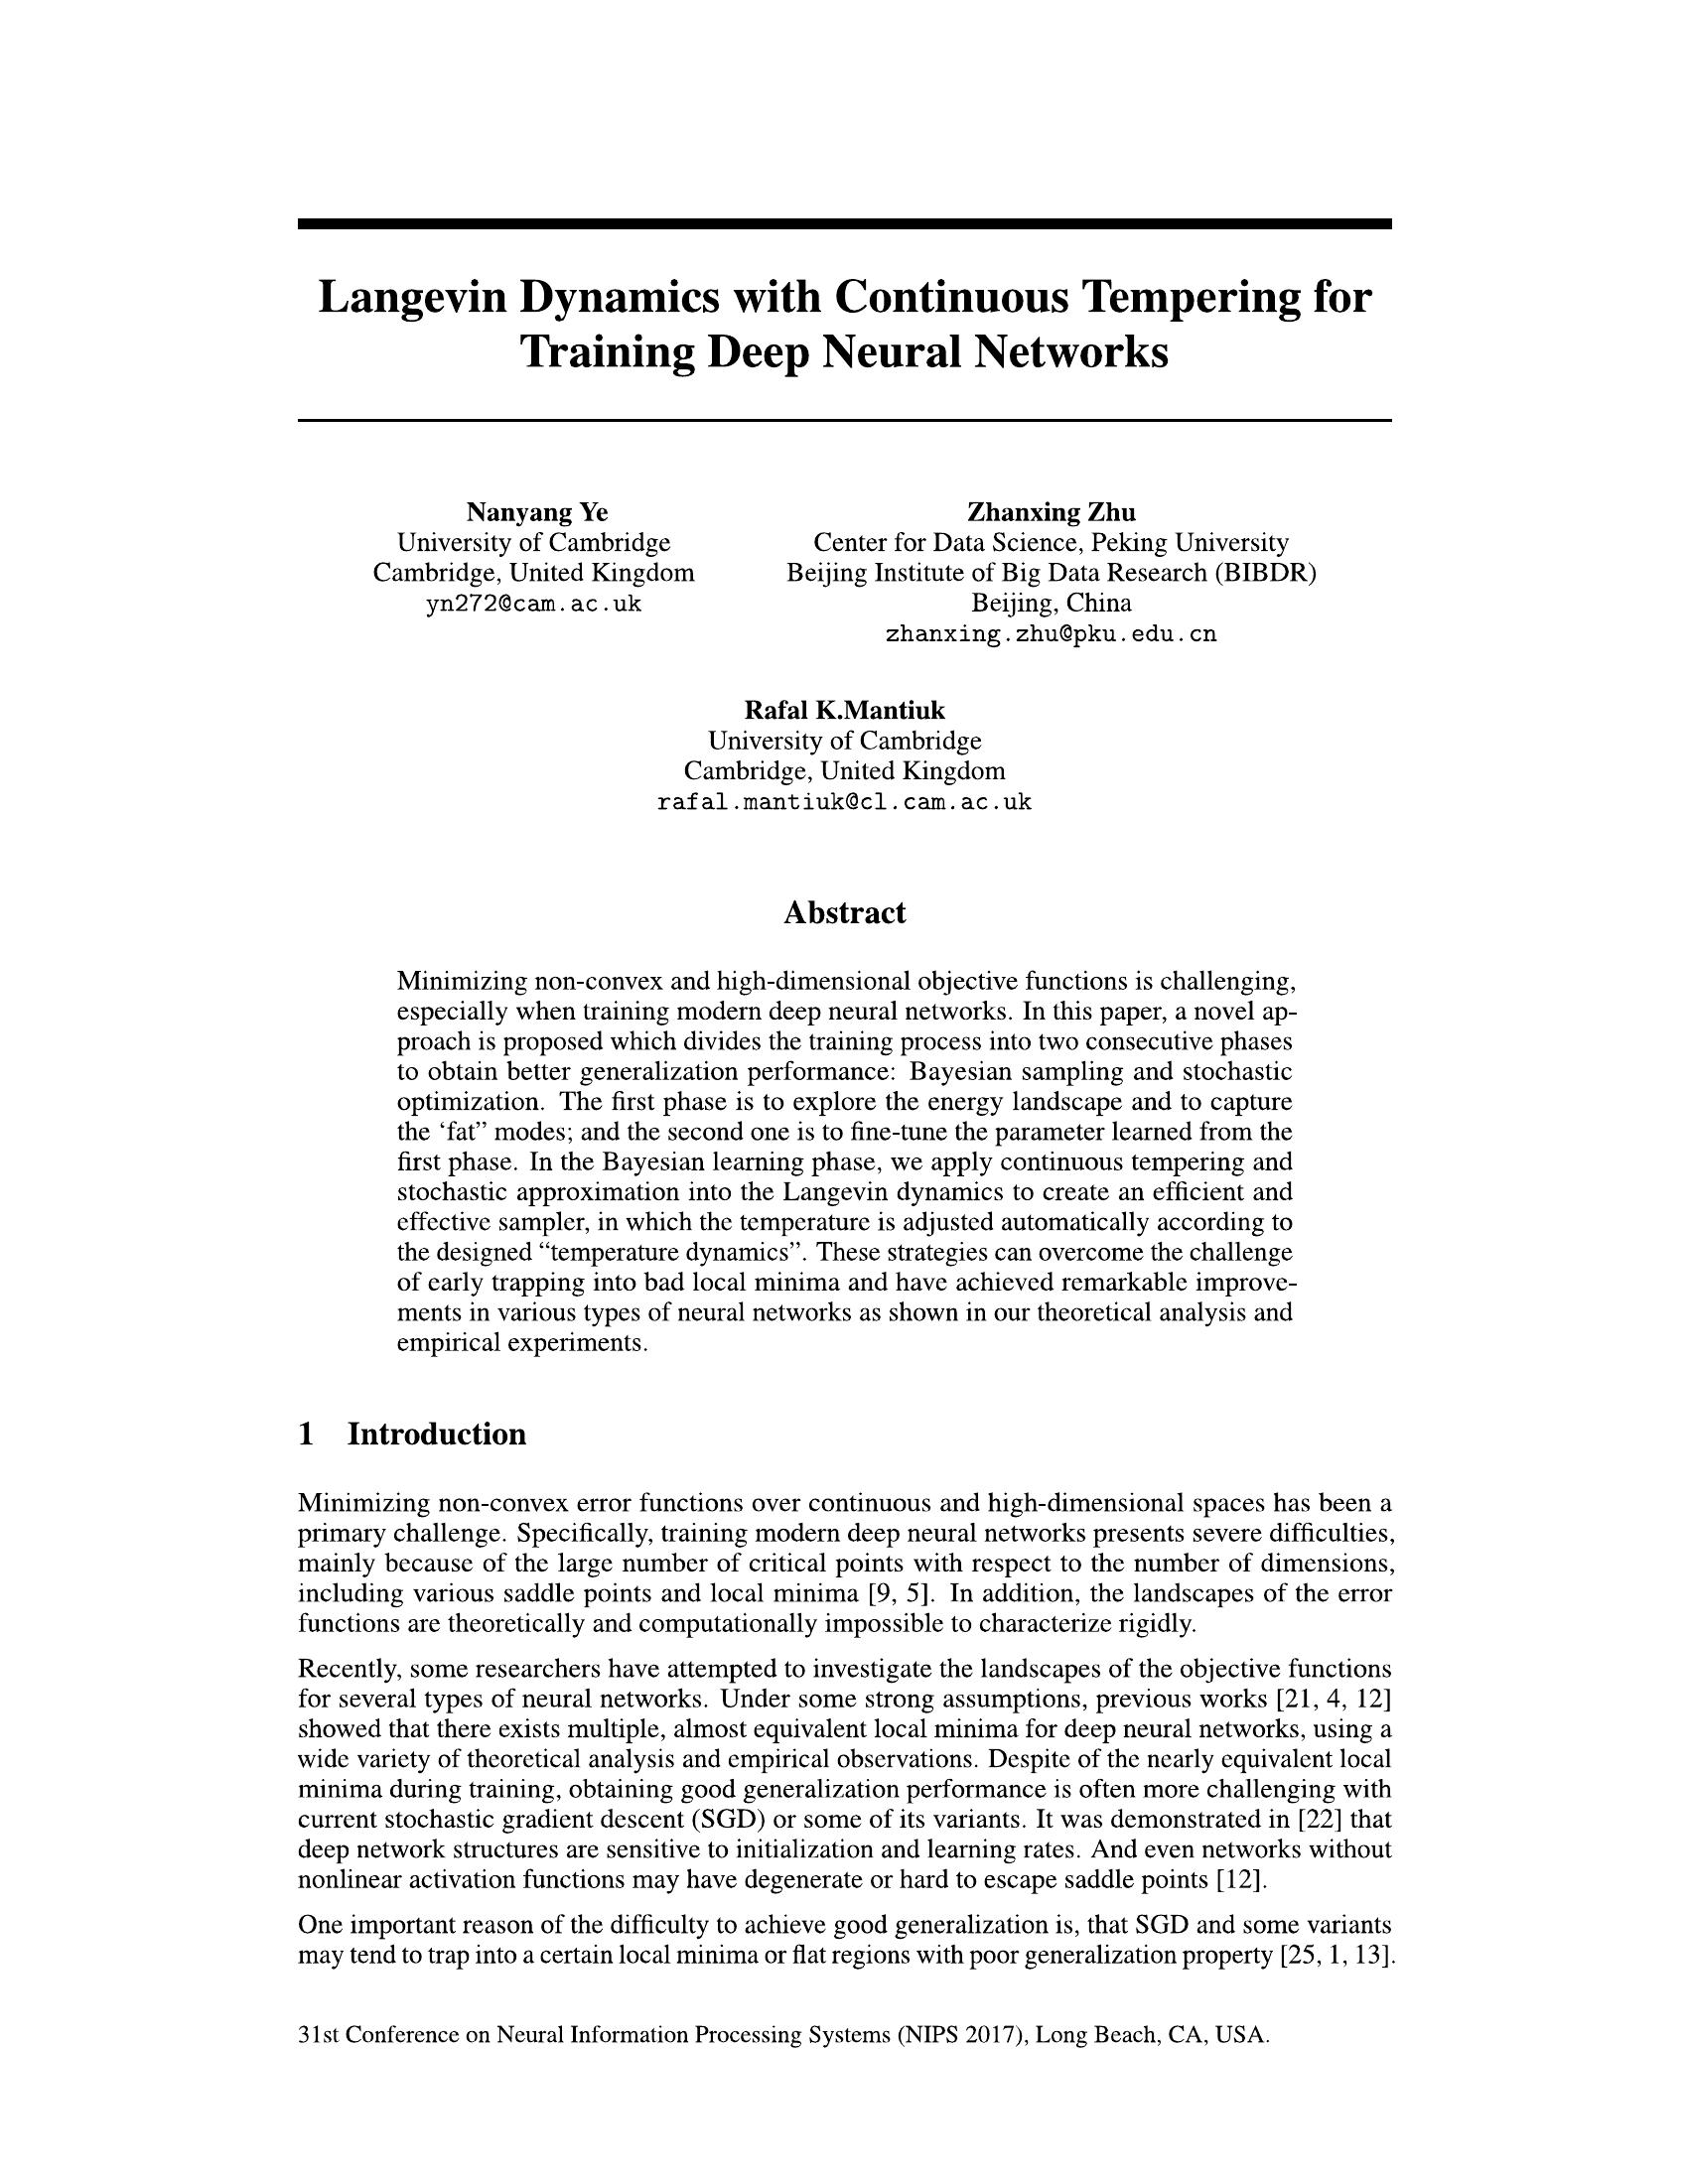 Langevin Dynamics with Continuous Tempering for
Training Deep Neural Networks
Nanyang Ye
University of Cambridge
Cambridge, United Kingdom
yn272@cam.ac.uk
Zhanxing Zhu
Center for Data Science, Peking University
Beijing Institute of Big Data Research (BIBDR)
Beijing, China
zhanxing.zhu@pku.edu.cn
Rafal K.Mantiuk
University of Cambridge
Cambridge, United Kingdom
rafal.mantiuk@cl.cam.ac.uk
Abstract
Minimizing non-convex and high-dimensional objective functions is challenging,
especially when training modern deep neural networks. In this paper, a novel ap-
proach is proposed which divides the training process into two consecutive phases
to obtain better generalization performance: Bayesian sampling and stochastic
optimization. The first phase is to explore the energy landscape and to capture
the ‘fat” modes; and the second one is to fine-tune the parameter learned from the
first phase. In the Bayesian learning phase, we apply continuous tempering and
stochastic approximation into the Langevin dynamics to create an efficient and
effective sampler, in which the temperature is adjusted automatically according to
the designed “temperature dynamics”. These strategies can overcome the challenge
of early trapping into bad local minima and have achieved remarkable improve-
ments in various types of neural networks as shown in our theoretical analysis and
empirical experiments.
1 Introduction
Minimizing non-convex error functions over continuous and high-dimensional spaces has been a
primary challenge. Specifically, training modern deep neural networks presents severe difficulties,
mainly because of the large number of critical points with respect to the number of dimensions,
including various saddle points and local minima [9, 5]. In addition, the landscapes of the error
functions are theoretically and computationally impossible to characterize rigidly.
Recently, some researchers have attempted to investigate the landscapes of the objective functions
for several types of neural networks. Under some strong assumptions, previous works [21, 4, 12]
showed that there exists multiple, almost equivalent local minima for deep neural networks, using a
wide variety of theoretical analysis and empirical observations. Despite of the nearly equivalent local
minima during training, obtaining good generalization performance is often more challenging with
current stochastic gradient descent (SGD) or some of its variants. It was demonstrated in [22] that
deep network structures are sensitive to initialization and learning rates. And even networks without
nonlinear activation functions may have degenerate or hard to escape saddle points [12].
One important reason of the difficulty to achieve good generalization is, that SGD and some variants
may tend to trap into a certain local minima or flat regions with poor generalization property [25, 1, 13].
31st Conference on Neural Information Processing Systems (NIPS 2017), Long Beach, CA, USA.